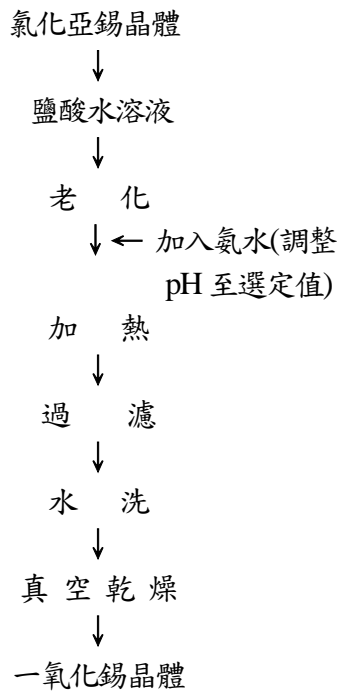 氯化亞錫晶體
↓
鹽酸水溶液
↓
老 化
↓ ← 加入氨水(調整
pH 至選定值)
加 熱
↓
過 濾
↓
水 洗
↓
真 空 乾 燥
↓
一氧化錫晶體